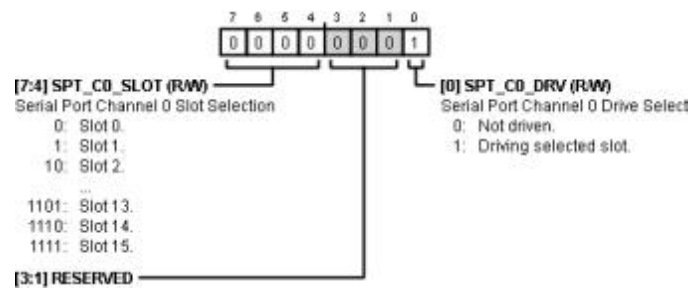 7 6 5 4 3 2 1 0
0 0 0 0 0 0 0 1
[7:4] SPT_C0_SLOT (R/W)
Serial Port Channel 0 Slot Selection
0: Slot 0.
1: Slot 1.
10: Slot 2.
...
1101: Slot 13.
1110: Slot 14.
1111: Slot 15.
[3:1] RESERVED
[0] SPT_C0_DRV (R/W)
Serial Port Channel 0 Drive Select
0: Not driven.
1: Driving selected slot.